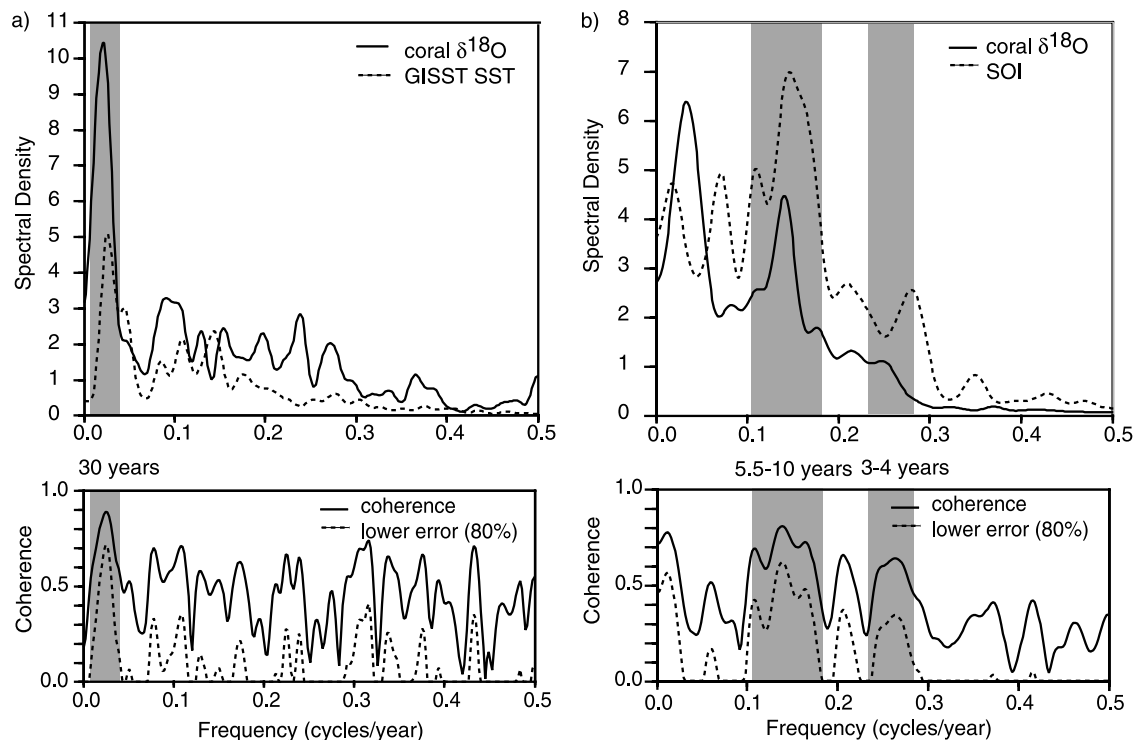 a)
11
10
9
8
7
6
5
4
3
2
1
0
Spectral Density
coral δ18O
GISST SST
0.0 0.1 0.2 0.3 0.4 0.5
b)
8
7
6
5
4
3
2
1
0
Spectral Density
coral δ18O
SOI
0.0 0.1 0.2 0.3 0.4 0.5
30 years
1.0
0.5
0.0
Coherence
coherence
lower error (80%)
0.0 0.1 0.2 0.3 0.4 0.5
Frequency (cycles/year)
5.5-10 years 3-4 years
1.0
0.5
0.0
Coherence
coherence
lower error (80%)
0.0 0.1 0.2 0.3 0.4 0.5
Frequency (cycles/year)